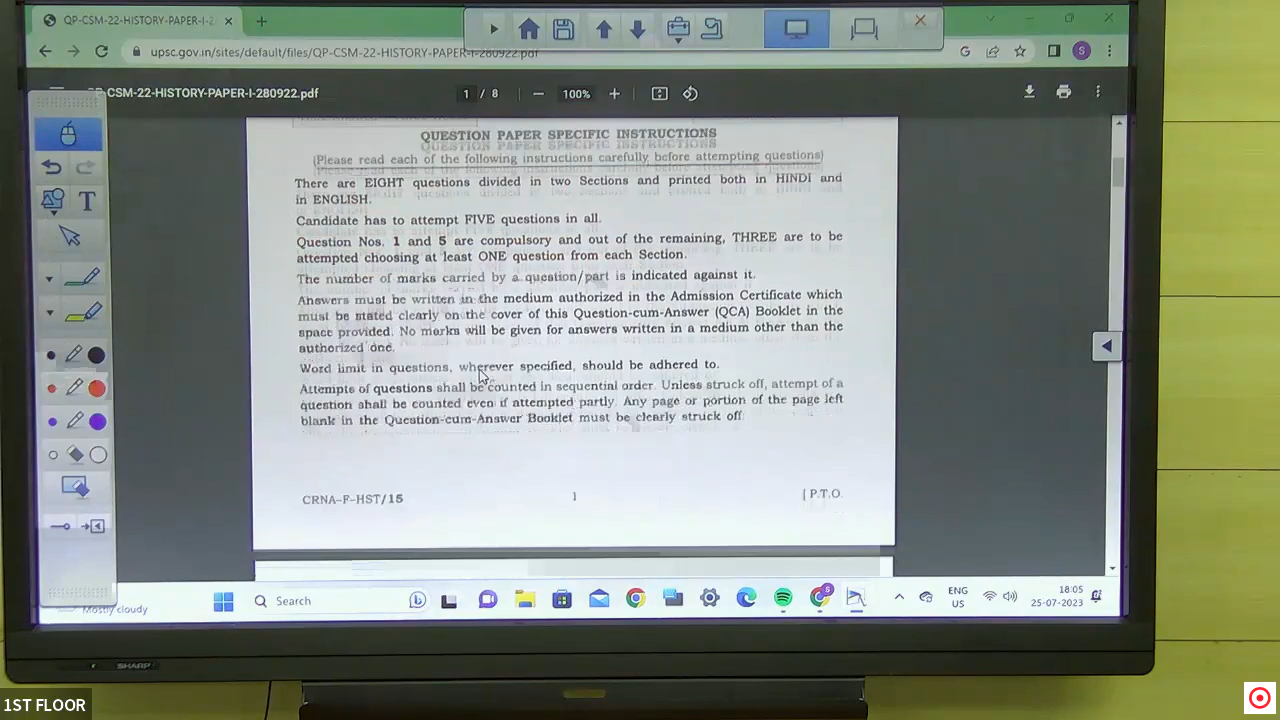 QP-CSM-22-HISTORY-PAPER-I-2
upsc.gov.in/sites/default/files/QP-CSM-22-HISTORY-PAPER-I-280922.pdf
G
S
CSM-22-HISTORY-PAPER-I-280922.pdf
1 / 8
100%
T
QUESTION PAPER SPECIFIC INSTRUCTIONS
(Please read each of the following instructions carefully before attempting questions)
There are EIGHT questions divided in two Sections and printed both in HINDI and
in ENGLISH.
Candidate has to attempt FIVE questions in all.
Question Nos. 1 and 5 are compulsory and out of the remaining, THREE are to be
attempted choosing at least ONE question from each Section.
The number of marks carried by a question/part is indicated against it.
Answers must be written in the medium authorized in the Admission Certificate which
must be stated clearly on the cover of this Question-cum-Answer (QCA) Booklet in the
space provided. No marks will be given for answers written in a medium other than the
authorized one.
Word limit in questions, wherever specified, should be adhered to.
Attempts of questions shall be counted in sequential order. Unless struck off, attempt of a
question shall be counted even if attempted partly. Any page or portion of the page left
blank in the Question-cum-Answer Booklet must be clearly struck off.
CRNA-F-HST/15
1
[ P.T.O.
Mostly cloudy
Search
ENG
US
18:05
25-07-2023
SHARP
1ST FLOOR